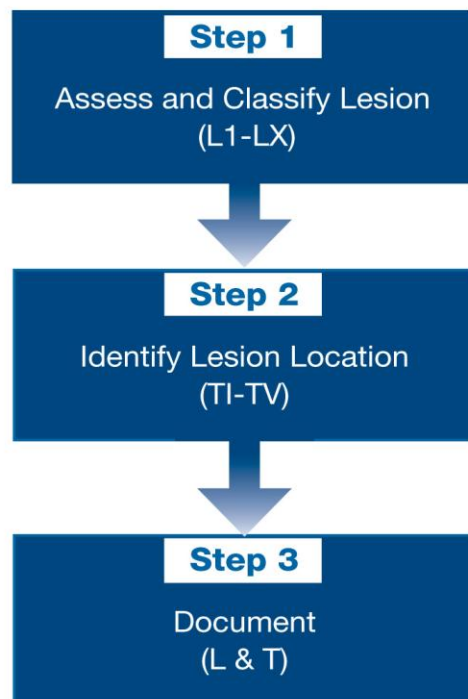 Step 1
Assess and Classify Lesion
(L1-LX)
Step 2
Identify Lesion Location
(TI-TV)
Step 3
Document
(L & T)